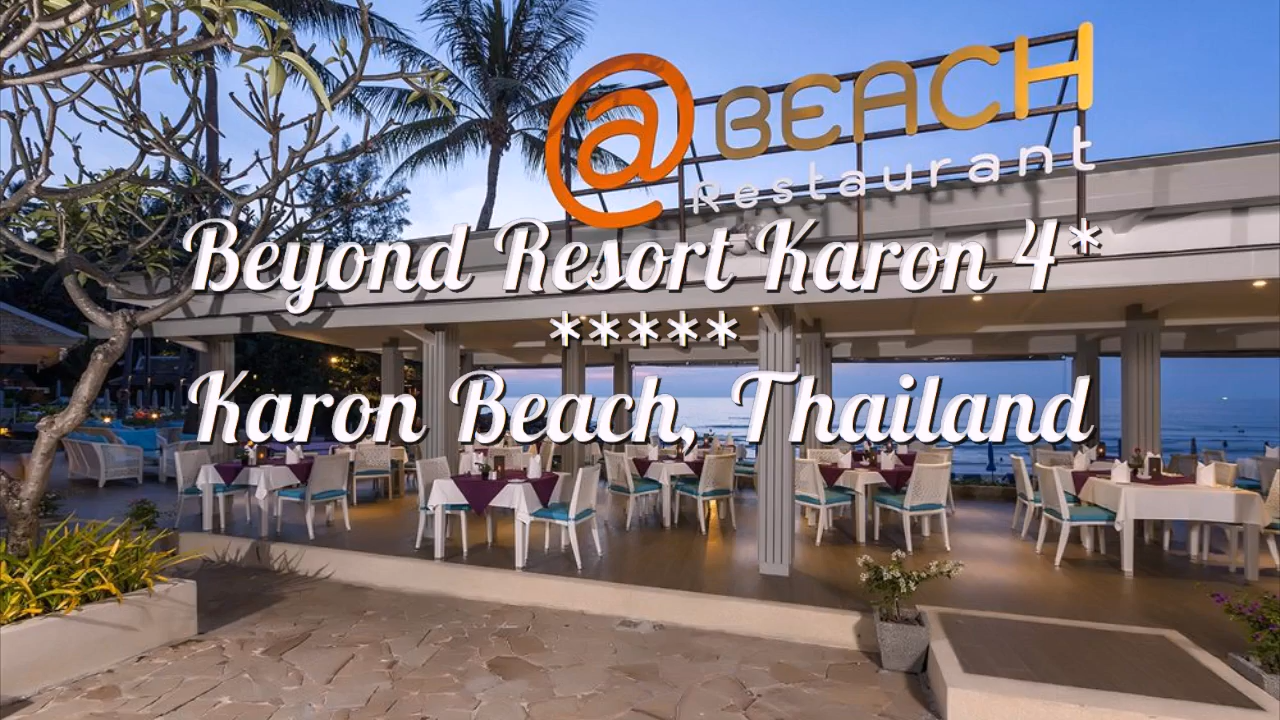 @ BEACH
Restaurant
Beyond Resort Karon 4*
*****
Karon Beach, Thailand